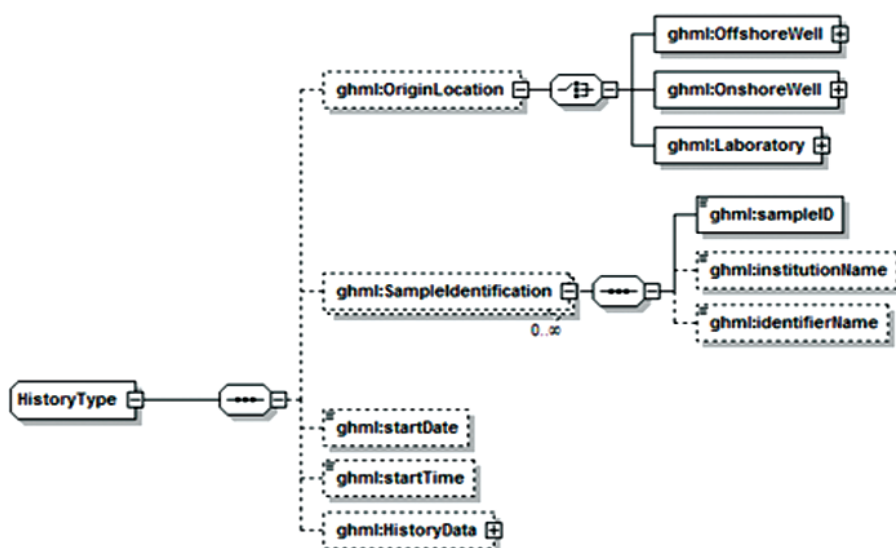 ghml:OffshoreWell
ghml:OriginLocation
ghml:OnshoreWell
ghml:Laboratory
ghml:sampleID
ghml:institutionName
ghml:SampleIdentification
0..∞
ghml:identifierName
HistoryType
ghml:startDate
ghml:startTime
ghml:HistoryData